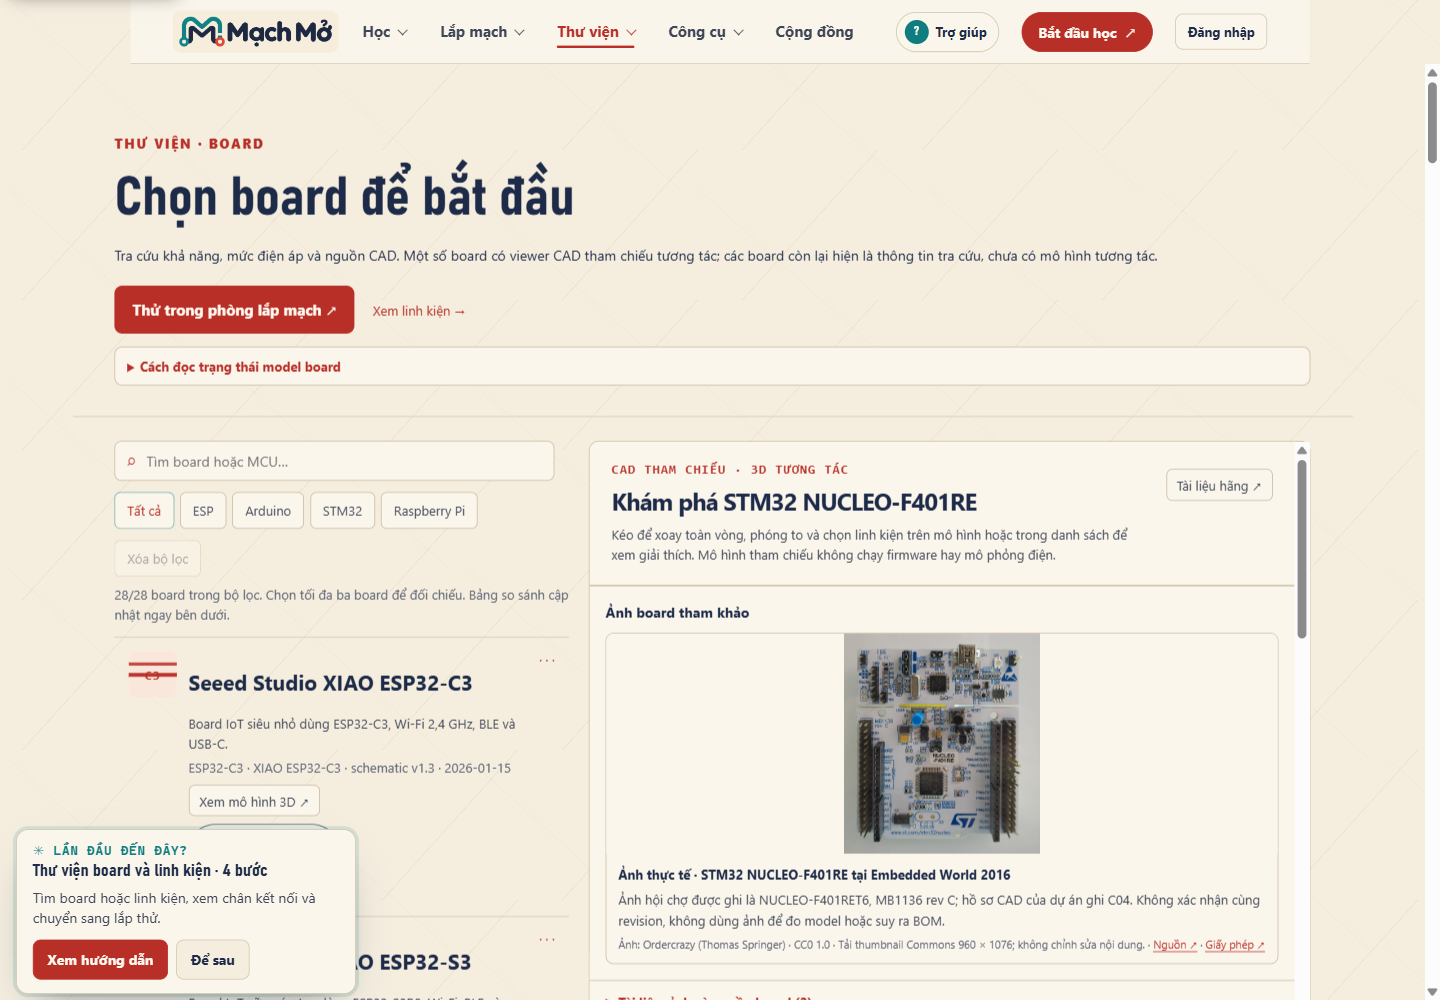 Mạch Mở
Học
Lắp mạch
Thư viện
Công cụ
Cộng đồng
? Trợ giúp
Bắt đầu học ↗
Đăng nhập
THƯ VIỆN · BOARD
Chọn board để bắt đầu
Tra cứu khả năng, mức điện áp và nguồn CAD. Một số board có viewer CAD tham chiếu tương tác; các board còn lại hiện là thông tin tra cứu, chưa có mô hình tương tác.
Thử trong phòng lắp mạch ↗
Xem linh kiện →
▶ Cách đọc trạng thái model board
Tìm board hoặc MCU...
Tất cả
ESP
Arduino
STM32
Raspberry Pi
Xóa bộ lọc
28/28 board trong bộ lọc. Chọn tối đa ba board để đối chiếu. Bảng so sánh cập
nhật ngay bên dưới.
C3
...
Seeed Studio XIAO ESP32-C3
Board IoT siêu nhỏ dùng ESP32-C3, Wi-Fi 2,4 GHz, BLE và
USB-C.
ESP32-C3 · XIAO ESP32-C3 · schematic v1.3 · 2026-01-15
Xem mô hình 3D ↗
...
O ESP32-S3
✳ LẦN ĐẦU ĐẾN ĐÂY?
Thư viện board và linh kiện · 4 bước
Tìm board hoặc linh kiện, xem chân kết nối và
chuyển sang lắp thử.
Xem hướng dẫn
Để sau
CAD THAM CHIẾU · 3D TƯƠNG TÁC
Khám phá STM32 NUCLEO-F401RE
Tài liệu hãng ↗
Kéo để xoay toàn vòng, phóng to và chọn linh kiện trên mô hình hoặc trong danh sách để
xem giải thích. Mô hình tham chiếu không chạy firmware hay mô phỏng điện.
Ảnh board tham khảo
NUCLEO
-F401RE
ST
Ảnh thực tế · STM32 NUCLEO-F401RE tại Embedded World 2016
Ảnh hội chợ được ghi là NUCLEO-F401RET6, MB1136 rev C; hồ sơ CAD của dự án ghi C04. Không xác nhận cùng
revision, không dùng ảnh để đo model hoặc suy ra BOM.
Ảnh: Ordercrazy (Thomas Springer) · CC0 1.0 · Tải thumbnail Commons 960 × 1076; không chỉnh sửa nội dung. · Nguồn ↗ · Giấy phép ↗